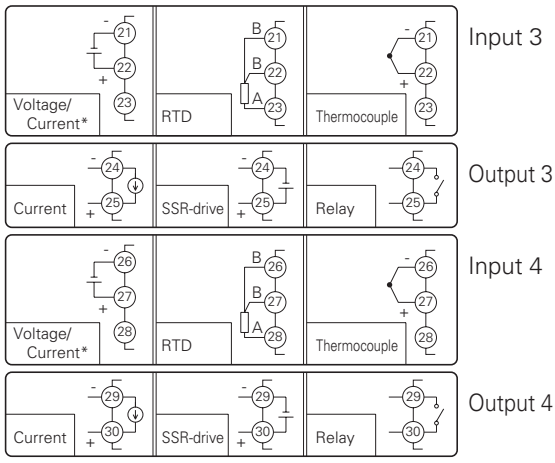 - 21 B 21 - 21 Input 3
22 B 22 22
+ + 
23 A 23 23
Voltage/
Current* RTD Thermocouple
- 24 - 24 24 Output 3
Current + 25 SSR-drive + 25 Relay 25
- 26 B 26 - 26 Input 4
27 B 27 27
+ +
28 A 28 28
Voltage/
Current* RTD Thermocouple
- 29 - 29 29 Output 4
Current + 30 SSR-drive + 30 Relay 30